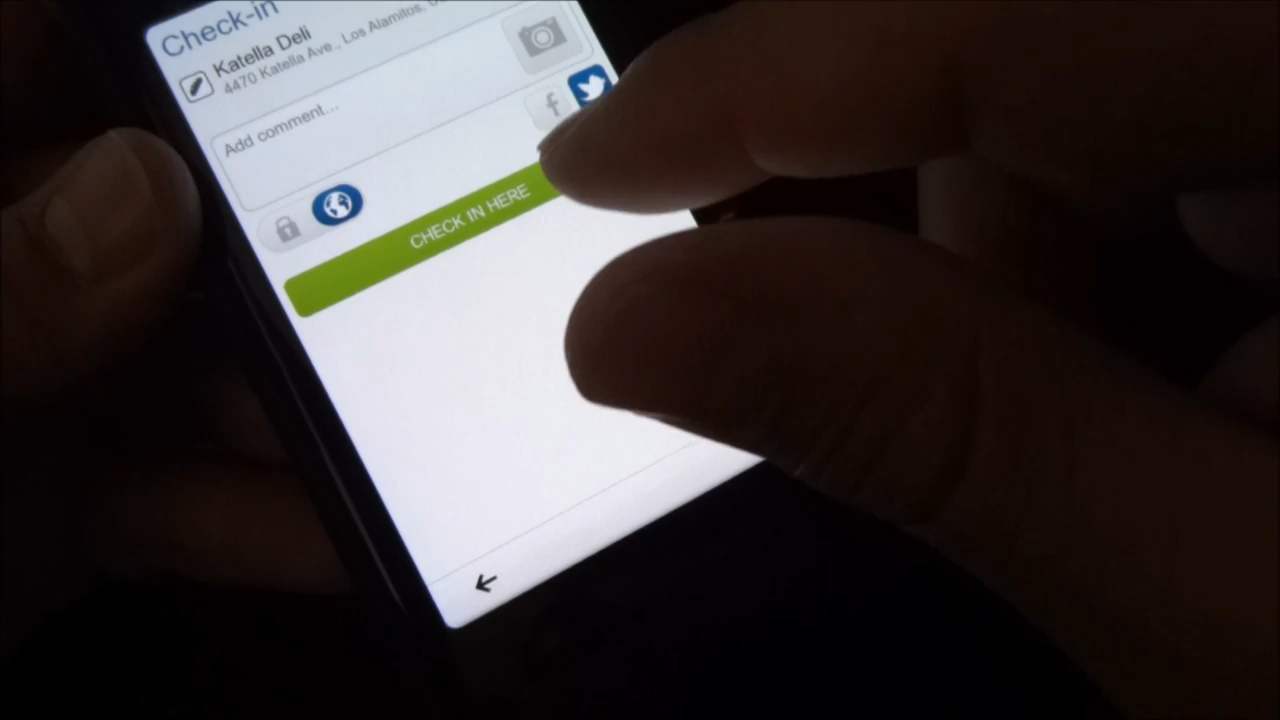 Check-in
Katella Deli
4470 Katella Ave., Los Alamitos,
Add comment...
CHECK IN HERE